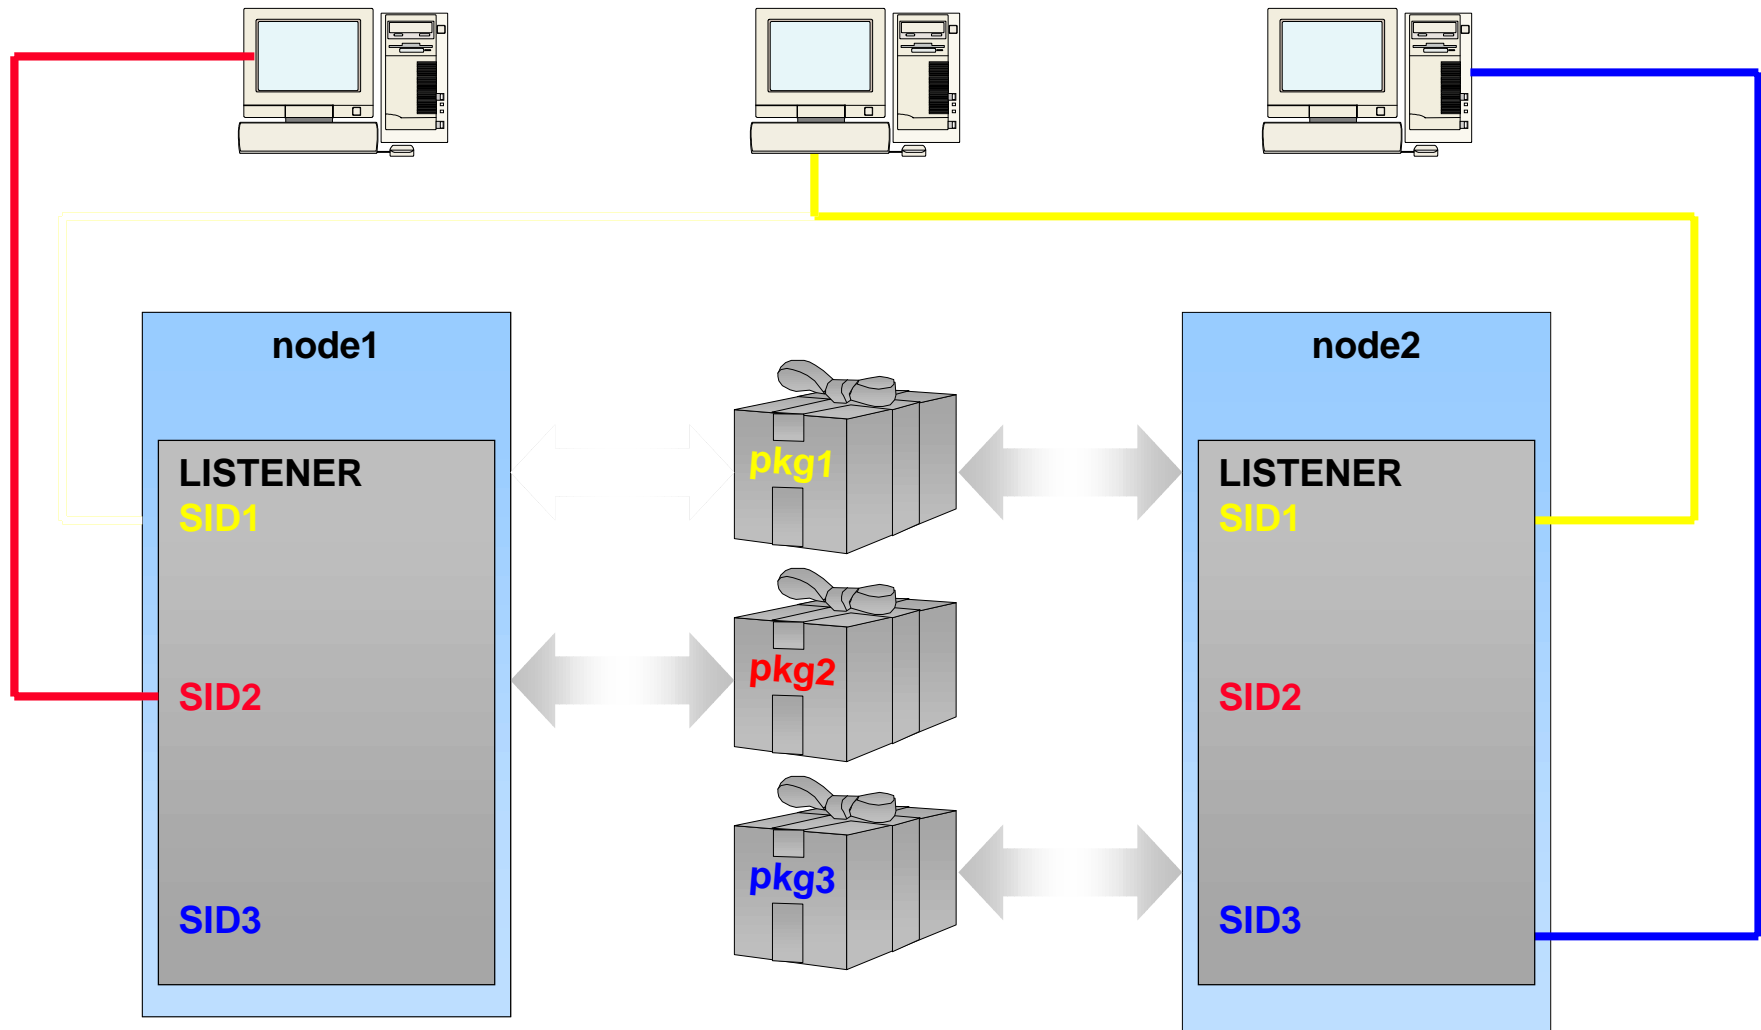 node1
node2
LISTENER
SID1
SID2
SID3
pkg1
pkg2
pkg3
LISTENER
SID1
SID2
SID3